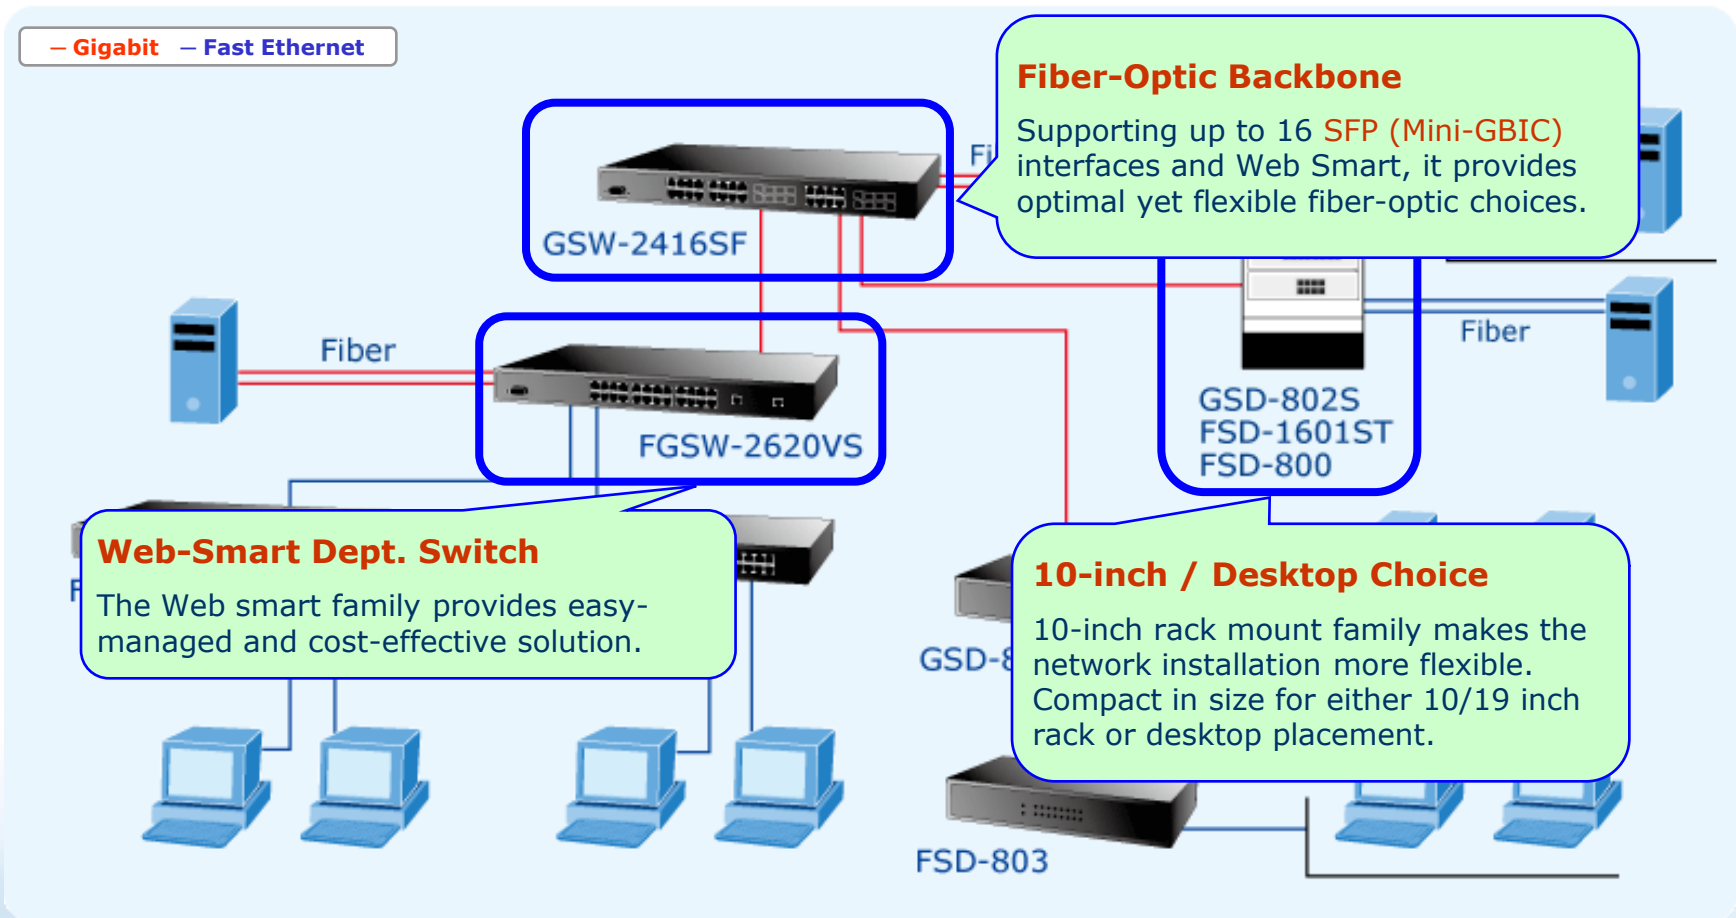 – Gigabit – Fast Ethernet
Fiber-Optic Backbone
Supporting up to 16 SFP (Mini-GBIC)
interfaces and Web Smart, it provides
optimal yet flexible fiber-optic choices.
GSW-2416SF
Fiber
Fiber
FGSW-2620VS
GSD-802S
FSD-1601ST
FSD-800
Web-Smart Dept. Switch
The Web smart family provides easy-
managed and cost-effective solution.
10-inch / Desktop Choice
10-inch rack mount family makes the
network installation more flexible.
Compact in size for either 10/19 inch
rack or desktop placement.
FSD-803